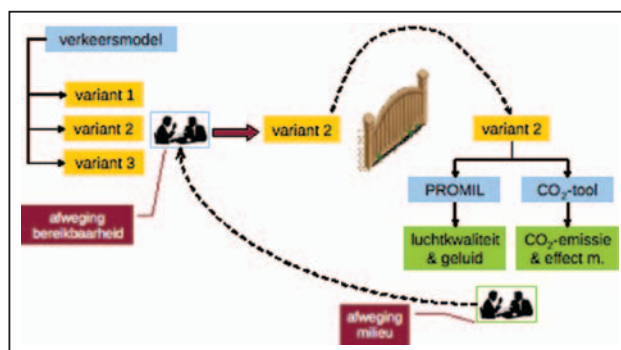 verkeersmodel
variant 1
variant 2
variant 3
variant 2
variant 2
PROMIL
CO₂-tool
afweging
bereikbaarheid
luchtkwaliteit
& geluid
CO₂-emissie
& effect m.
afweging
milieu